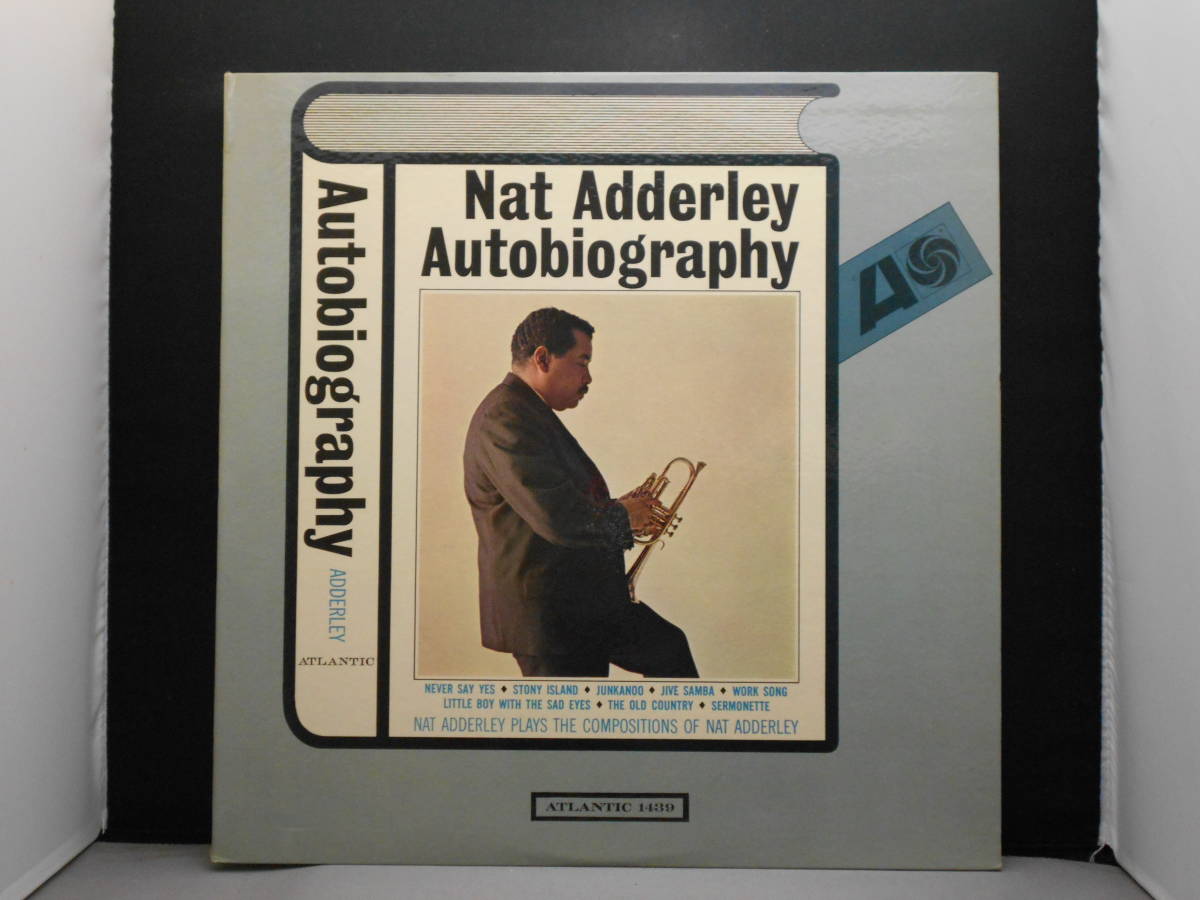 Nat Adderley
Autobiography
Autobiography ADDERLEY
ATLANTIC
A
NEVER SAY YES ♦ STONY ISLAND ♦ JUNKANOO ♦ JIVE SAMBA ♦ WORK SONG
LITTLE BOY WITH THE SAD EYES ♦ THE OLD COUNTRY ♦ SERMONETTE
NAT ADDERLEY PLAYS THE COMPOSITIONS OF NAT ADDERLEY
ATLANTIC 1439